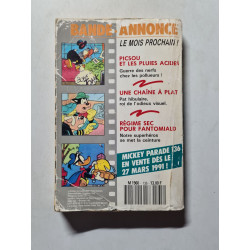 BANDE ANNONCE
LE MOIS PROCHAIN !
PICSOU
ET LES PLUIES ACIDES
Guerre des nerfs
chez les pollueurs !
UNE CHAÎNE À PLAT
Pat hibulaire,
roi de l'odieux visuel.
RÉGIME SEC
POUR FANTOMIALD
Notre superhéros
se met la ceinture
MICKEY PARADE 136
EN VENTE DÈS LE
27 MARS 1991 !